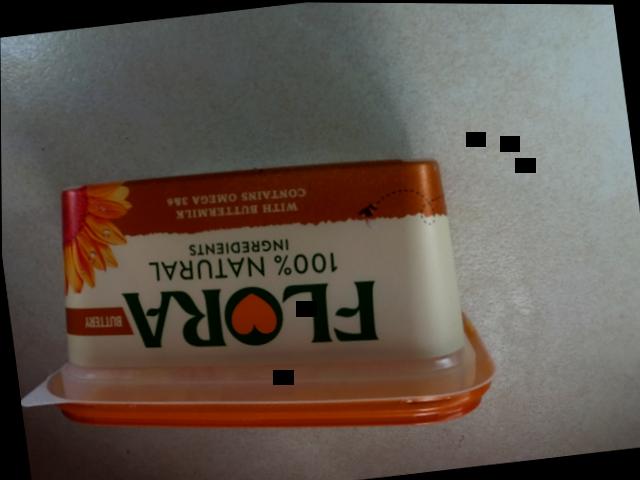 FLORA
BUTTERY
100% NATURAL
INGREDIENTS
WITH BUTTERMILK
CONTAINS OMEGA 3&6